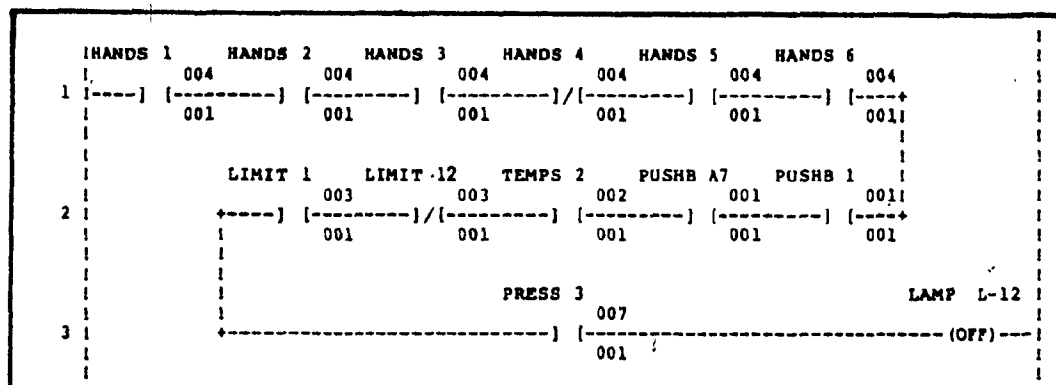 HANDS 1 HANDS 2 HANDS 3 HANDS 4 HANDS 5 HANDS 6
004 004 004 004 004 004
1 [----] [---------] [---------] [---------]/[---------] [---------] [----+
001 001 001 001 001 001
LIMIT 1 LIMIT 12 TEMPS 2 PUSHB A7 PUSHB 1
003 003 002 001 001
2 +----] [---------]/[---------] [---------] [---------] [----+
001 001 001 001 001
PRESS 3 LAMP L-12
007
3 +-------------------------] [---------------------------(OFF)---
001